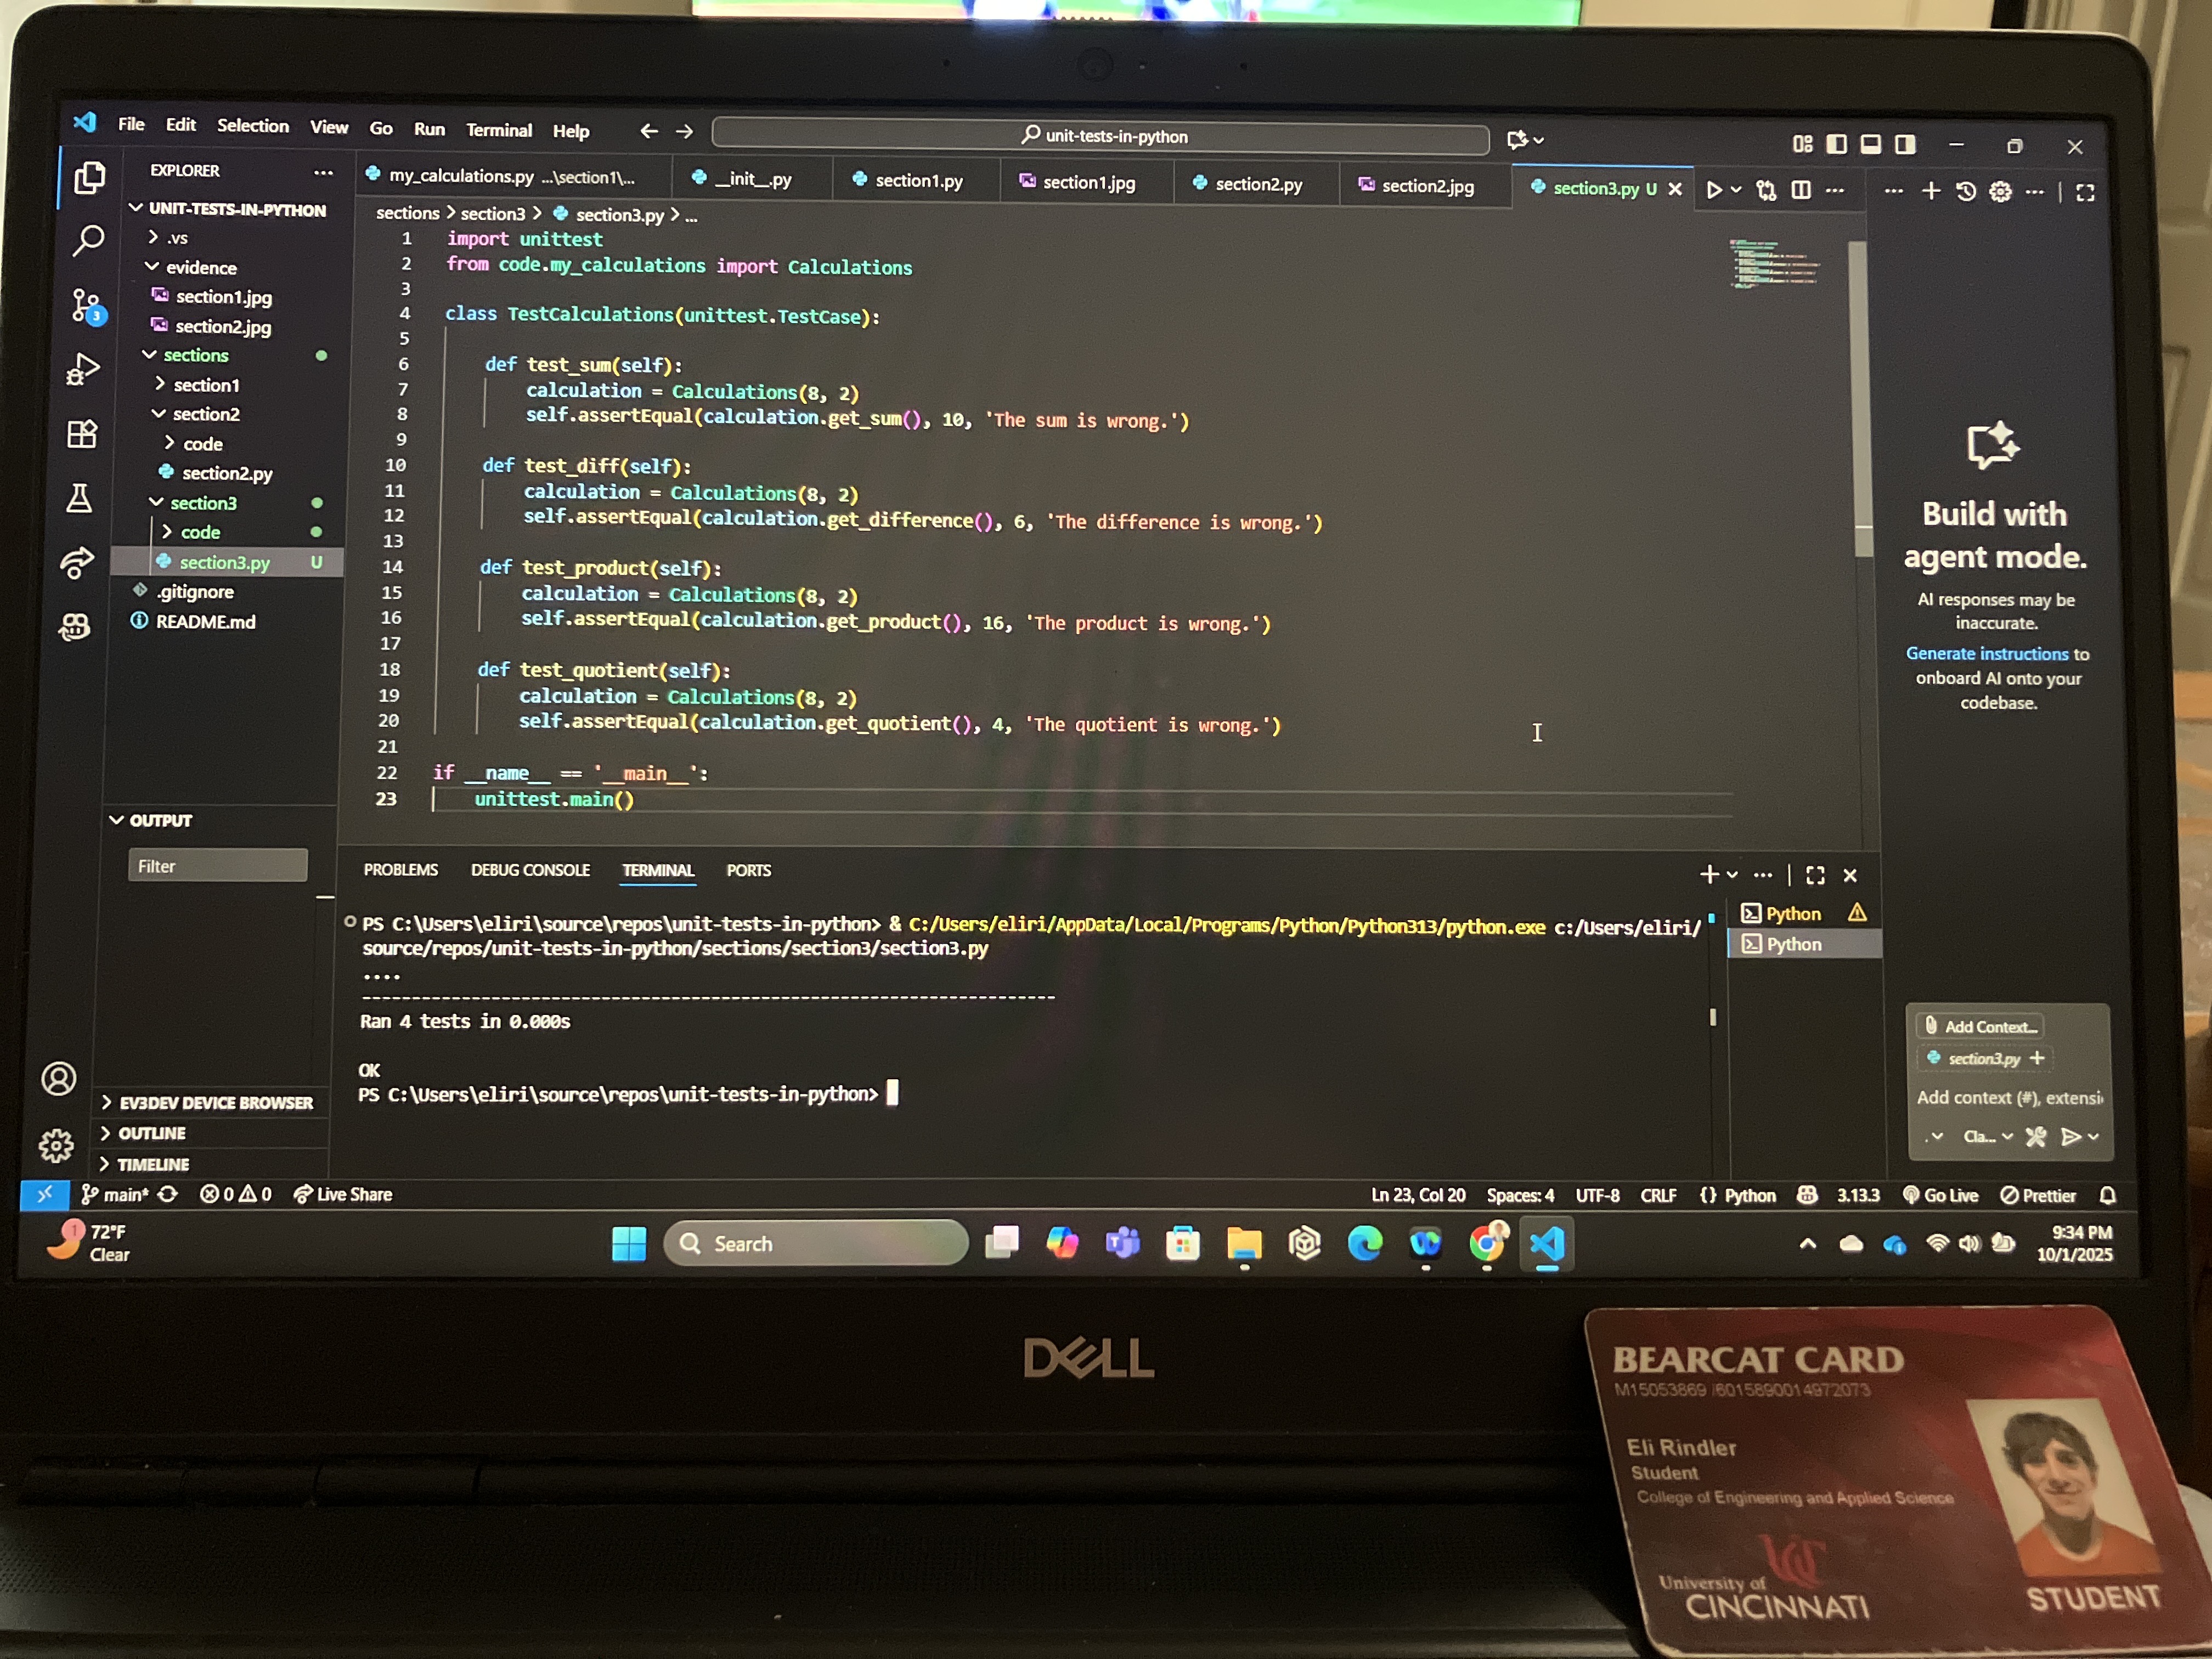 File Edit Selection View Go Run Terminal Help
unit-tests-in-python
EXPLORER
my_calculations.py ...\section1\...
__init__.py
section1.py
section1.jpg
section2.py
section2.jpg
section3.py U
UNIT-TESTS-IN-PYTHON
.vs
evidence
section1.jpg
section2.jpg
sections
section1
section2
code
section2.py
section3
code
section3.py U
.gitignore
README.md
3
sections > section3 > section3.py > ...
1 import unittest
2 from code.my_calculations import Calculations
3
4 class TestCalculations(unittest.TestCase):
5
6 def test_sum(self):
7 calculation = Calculations(8, 2)
8 self.assertEqual(calculation.get_sum(), 10, 'The sum is wrong.')
9
10 def test_diff(self):
11 calculation = Calculations(8, 2)
12 self.assertEqual(calculation.get_difference(), 6, 'The difference is wrong.')
13
14 def test_product(self):
15 calculation = Calculations(8, 2)
16 self.assertEqual(calculation.get_product(), 16, 'The product is wrong.')
17
18 def test_quotient(self):
19 calculation = Calculations(8, 2)
20 self.assertEqual(calculation.get_quotient(), 4, 'The quotient is wrong.')
21
22 if __name__ == '__main__':
23 unittest.main()
Build with
agent mode.
AI responses may be
inaccurate.
Generate instructions to
onboard AI onto your
codebase.
OUTPUT
Filter
PROBLEMS DEBUG CONSOLE TERMINAL PORTS
PS C:\Users\eliri\source\repos\unit-tests-in-python> & C:/Users/eliri/AppData/Local/Programs/Python/Python313/python.exe c:/Users/eliri/
source/repos/unit-tests-in-python/sections/section3/section3.py
....
----------------------------------------------------------------------
Ran 4 tests in 0.000s
OK
PS C:\Users\eliri\source\repos\unit-tests-in-python>
Python
Python
Add Context...
section3.py +
Add context (#), extensi
Cla...
EV3DEV DEVICE BROWSER
OUTLINE
TIMELINE
main* 0 0 Live Share
Ln 23, Col 20 Spaces: 4 UTF-8 CRLF {} Python 3.13.3 Go Live Prettier
1
72°F
Clear
Search
9:34 PM
10/1/2025
DELL
BEARCAT CARD
M15053869 /6015890014972073
Eli Rindler
Student
College of Engineering and Applied Science
UC
University of
CINCINNATI
STUDENT